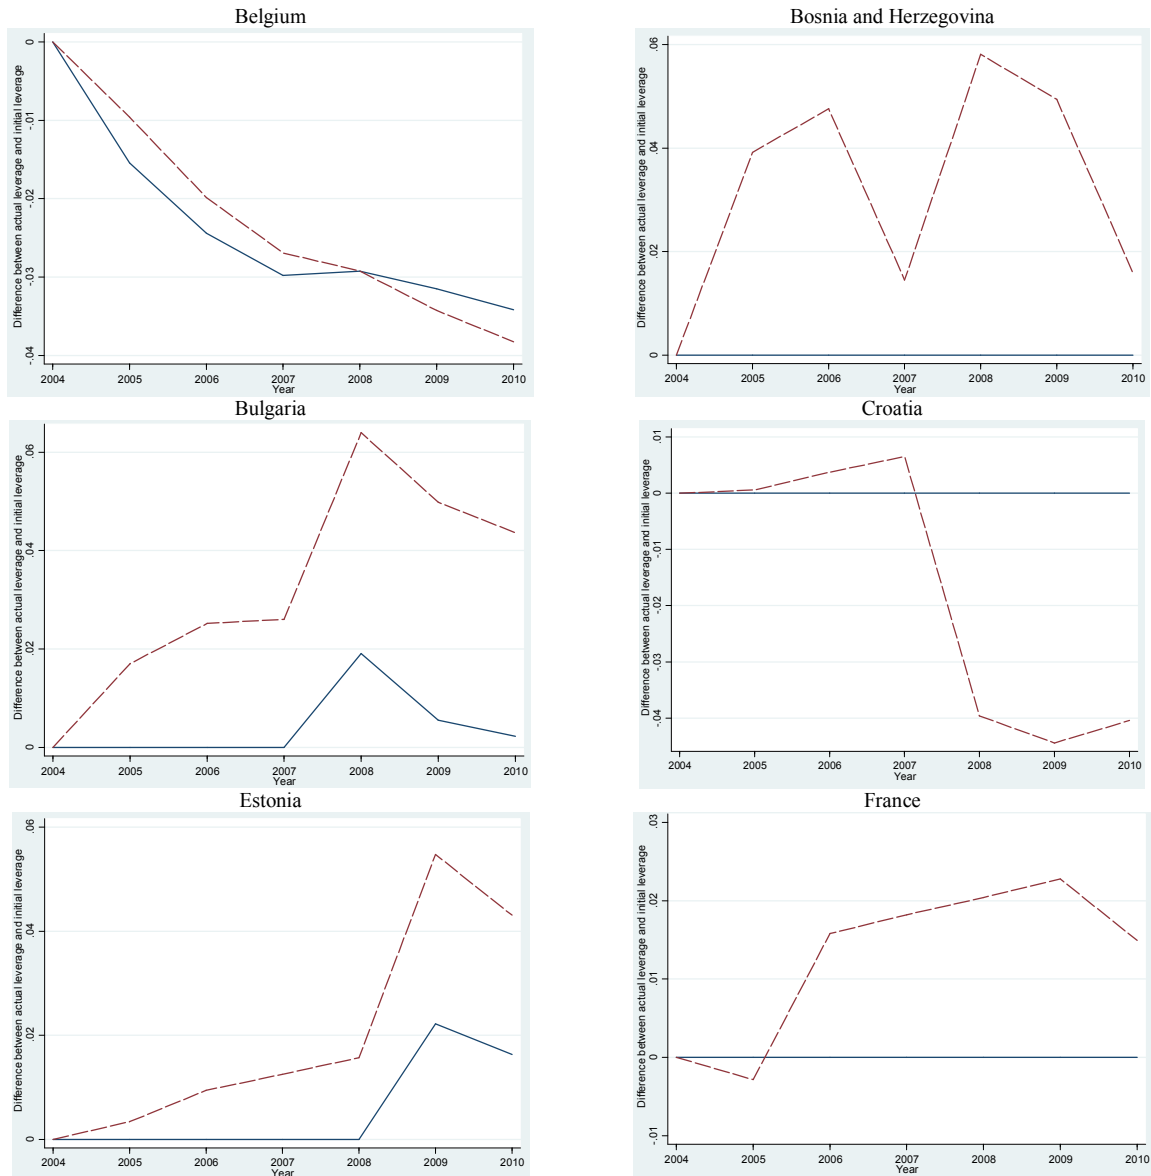 Belgium
Difference between actual leverage and initial leverage
0
-.01
-.02
-.03
-.04
2004 2005 2006 2007 2008 2009 2010
Year
Bosnia and Herzegovina
Difference between actual leverage and initial leverage
.06
.04
.02
0
2004 2005 2006 2007 2008 2009 2010
Year
Bulgaria
Difference between actual leverage and initial leverage
.06
.04
.02
0
2004 2005 2006 2007 2008 2009 2010
Year
Croatia
Difference between actual leverage and initial leverage
.01
0
-.01
-.02
-.03
-.04
2004 2005 2006 2007 2008 2009 2010
Year
Estonia
Difference between actual leverage and initial leverage
.06
.04
.02
0
2004 2005 2006 2007 2008 2009 2010
Year
France
Difference between actual leverage and initial leverage
.03
.02
.01
0
-.01
2004 2005 2006 2007 2008 2009 2010
Year